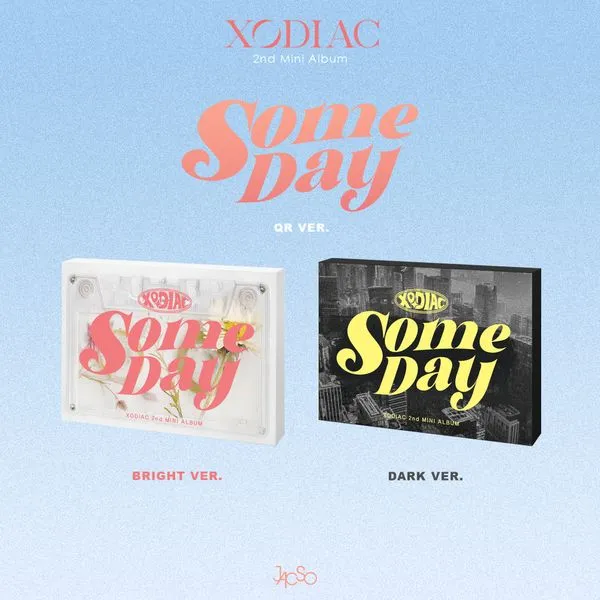 XODIAC
2nd Mini Album
Some
Day
QR VER.
XODIAC
Some
Day
XODIAC 2nd MINI ALBUM
BRIGHT VER.
XODIAC
Some
Day
XODIAC 2nd MINI ALBUM
DARK VER.